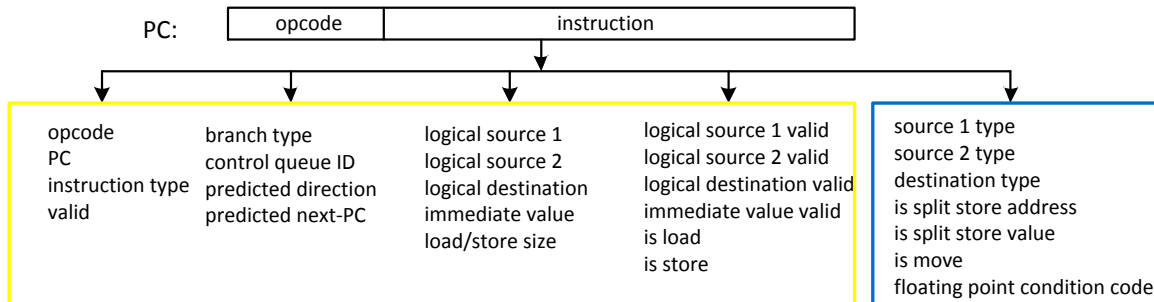 PC:
opcode
instruction
opcode
PC
instruction type
valid
branch type
control queue ID
predicted direction
predicted next-PC
logical source 1
logical source 2
logical destination
immediate value
load/store size
logical source 1 valid
logical source 2 valid
logical destination valid
immediate value valid
is load
is store
source 1 type
source 2 type
destination type
is split store address
is split store value
is move
floating point condition code